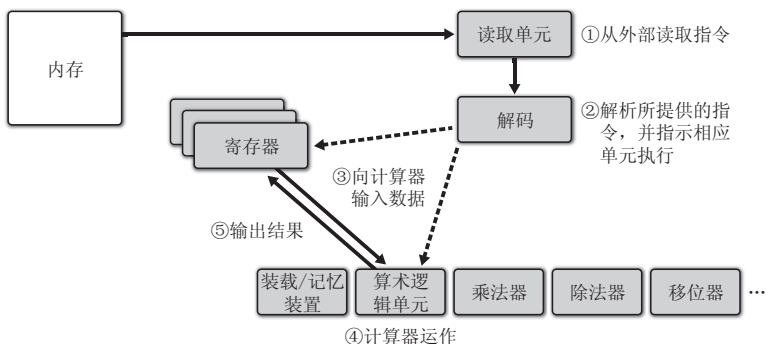 内存
读取单元
①从外部读取指令
解码
②解析所提供的指
令，并指示相应
单元执行
寄存器
③向计算器
输入数据
⑤输出结果
装载/记忆
装置
算术逻
辑单元
乘法器
除法器
移位器
…
④计算器运作